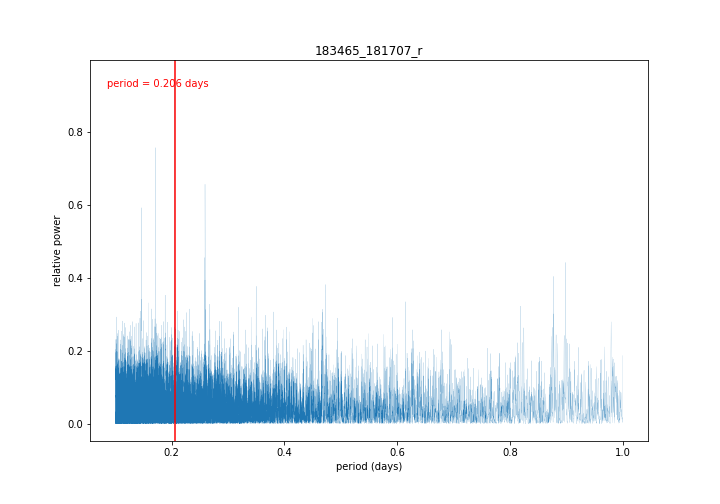 183465_181707_r
period = 0.206 days
relative power
0.8
0.6
0.4
0.2
0.0
0.2 0.4 0.6 0.8 1.0
period (days)